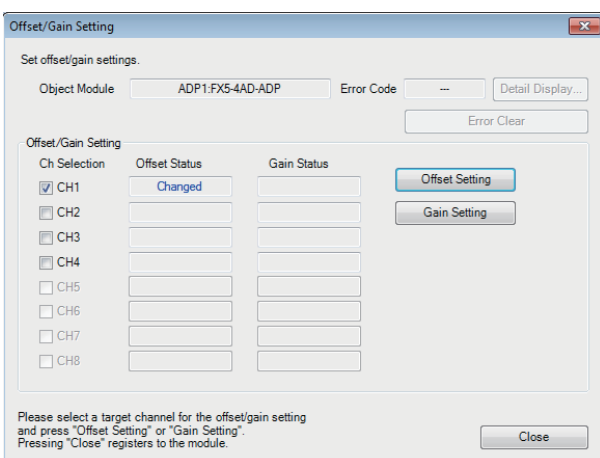 Offset/Gain Setting
Set offset/gain settings.
Object Module ADP1:FX5-4AD-ADP Error Code --- Detail Display...
Error Clear
Offset/Gain Setting
Ch Selection Offset Status Gain Status
CH1 Changed Offset Setting
CH2 Gain Setting
CH3
CH4
CH5
CH6
CH7
CH8
Please select a target channel for the offset/gain setting
and press "Offset Setting" or "Gain Setting".
Pressing "Close" registers to the module.
Close